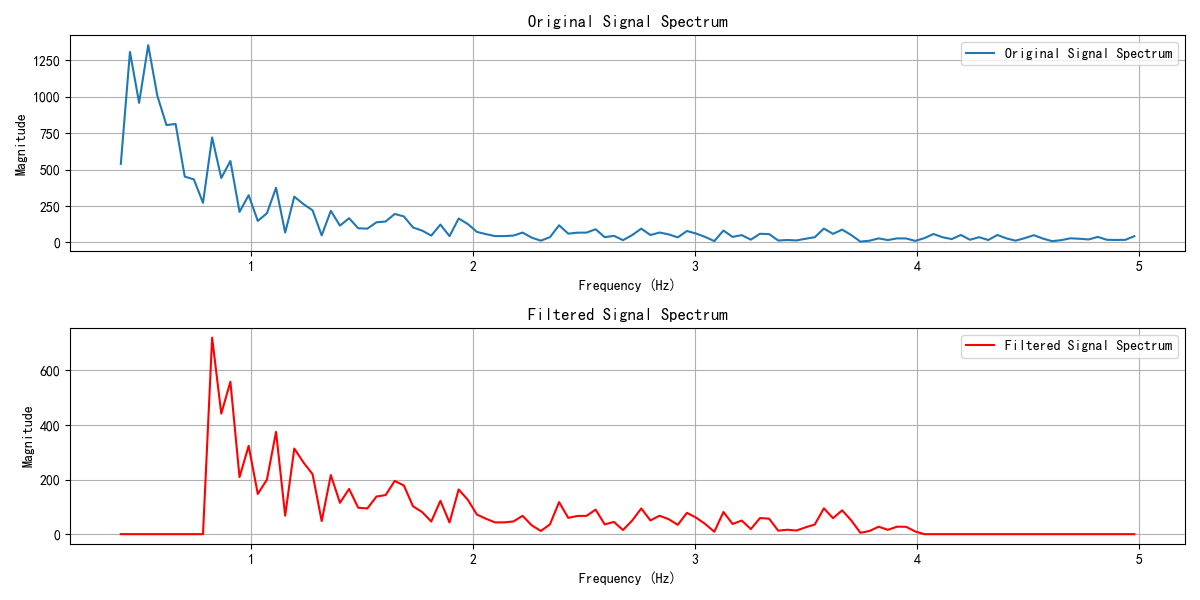 Original Signal Spectrum
Original Signal Spectrum
Magnitude
1250
1000
750
500
250
0
1 2 3 4 5
Frequency (Hz)
Filtered Signal Spectrum
Filtered Signal Spectrum
Magnitude
600
400
200
0
1 2 3 4 5
Frequency (Hz)